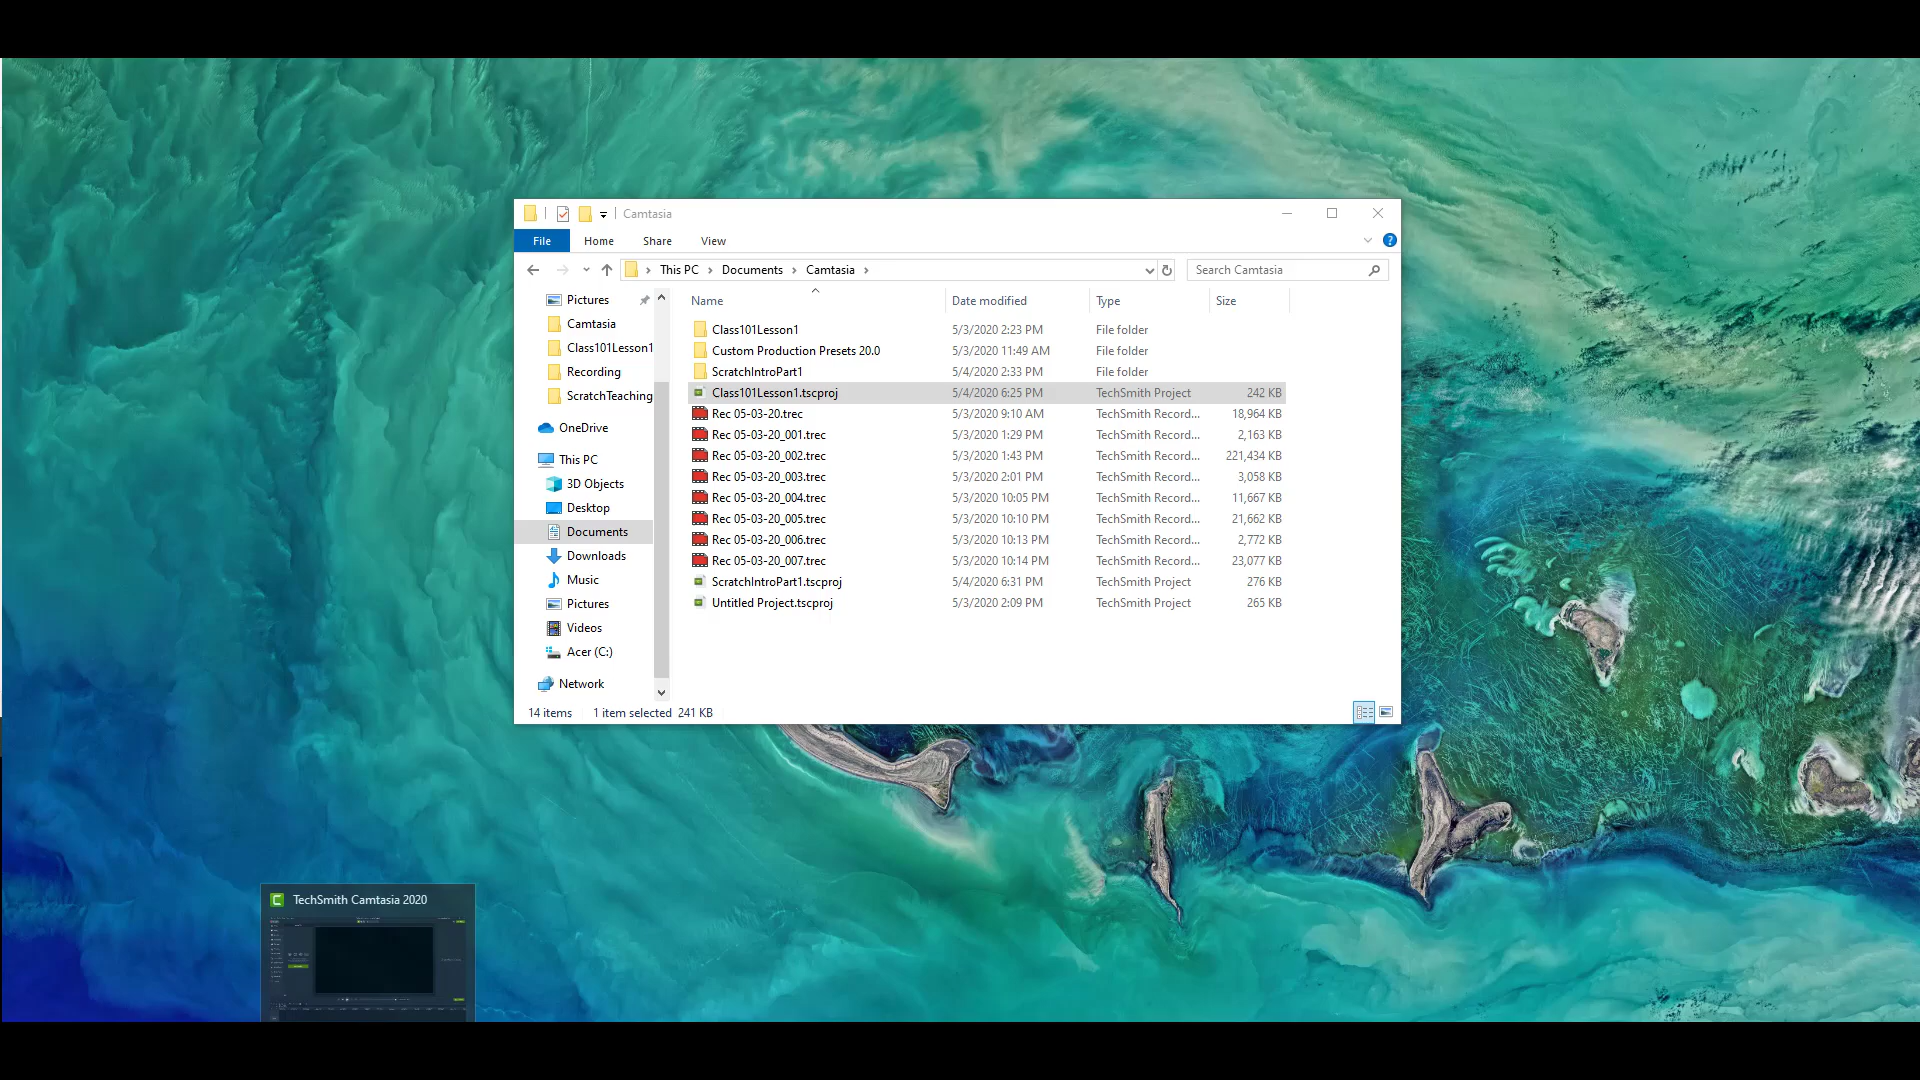 Camtasia
File Home Share View
This PC Documents Camtasia
Search Camtasia
Pictures
Camtasia
Class101Lesson1
Recording
ScratchTeaching
OneDrive
This PC
3D Objects
Desktop
Documents
Downloads
Music
Pictures
Videos
Acer (C:)
Network
Name Date modified Type Size
Class101Lesson1 5/3/2020 2:23 PM File folder
Custom Production Presets 20.0 5/3/2020 11:49 AM File folder
ScratchIntroPart1 5/4/2020 2:33 PM File folder
Class101Lesson1.tscproj 5/4/2020 6:25 PM TechSmith Project 242 KB
Rec 05-03-20.trec 5/3/2020 9:10 AM TechSmith Record... 18,964 KB
Rec 05-03-20_001.trec 5/3/2020 1:29 PM TechSmith Record... 2,163 KB
Rec 05-03-20_002.trec 5/3/2020 1:43 PM TechSmith Record... 221,434 KB
Rec 05-03-20_003.trec 5/3/2020 2:01 PM TechSmith Record... 3,058 KB
Rec 05-03-20_004.trec 5/3/2020 10:05 PM TechSmith Record... 11,667 KB
Rec 05-03-20_005.trec 5/3/2020 10:10 PM TechSmith Record... 21,662 KB
Rec 05-03-20_006.trec 5/3/2020 10:13 PM TechSmith Record... 2,772 KB
Rec 05-03-20_007.trec 5/3/2020 10:14 PM TechSmith Record... 23,077 KB
ScratchIntroPart1.tscproj 5/4/2020 6:31 PM TechSmith Project 276 KB
Untitled Project.tscproj 5/3/2020 2:09 PM TechSmith Project 265 KB
14 items 1 item selected 241 KB
TechSmith Camtasia 2020